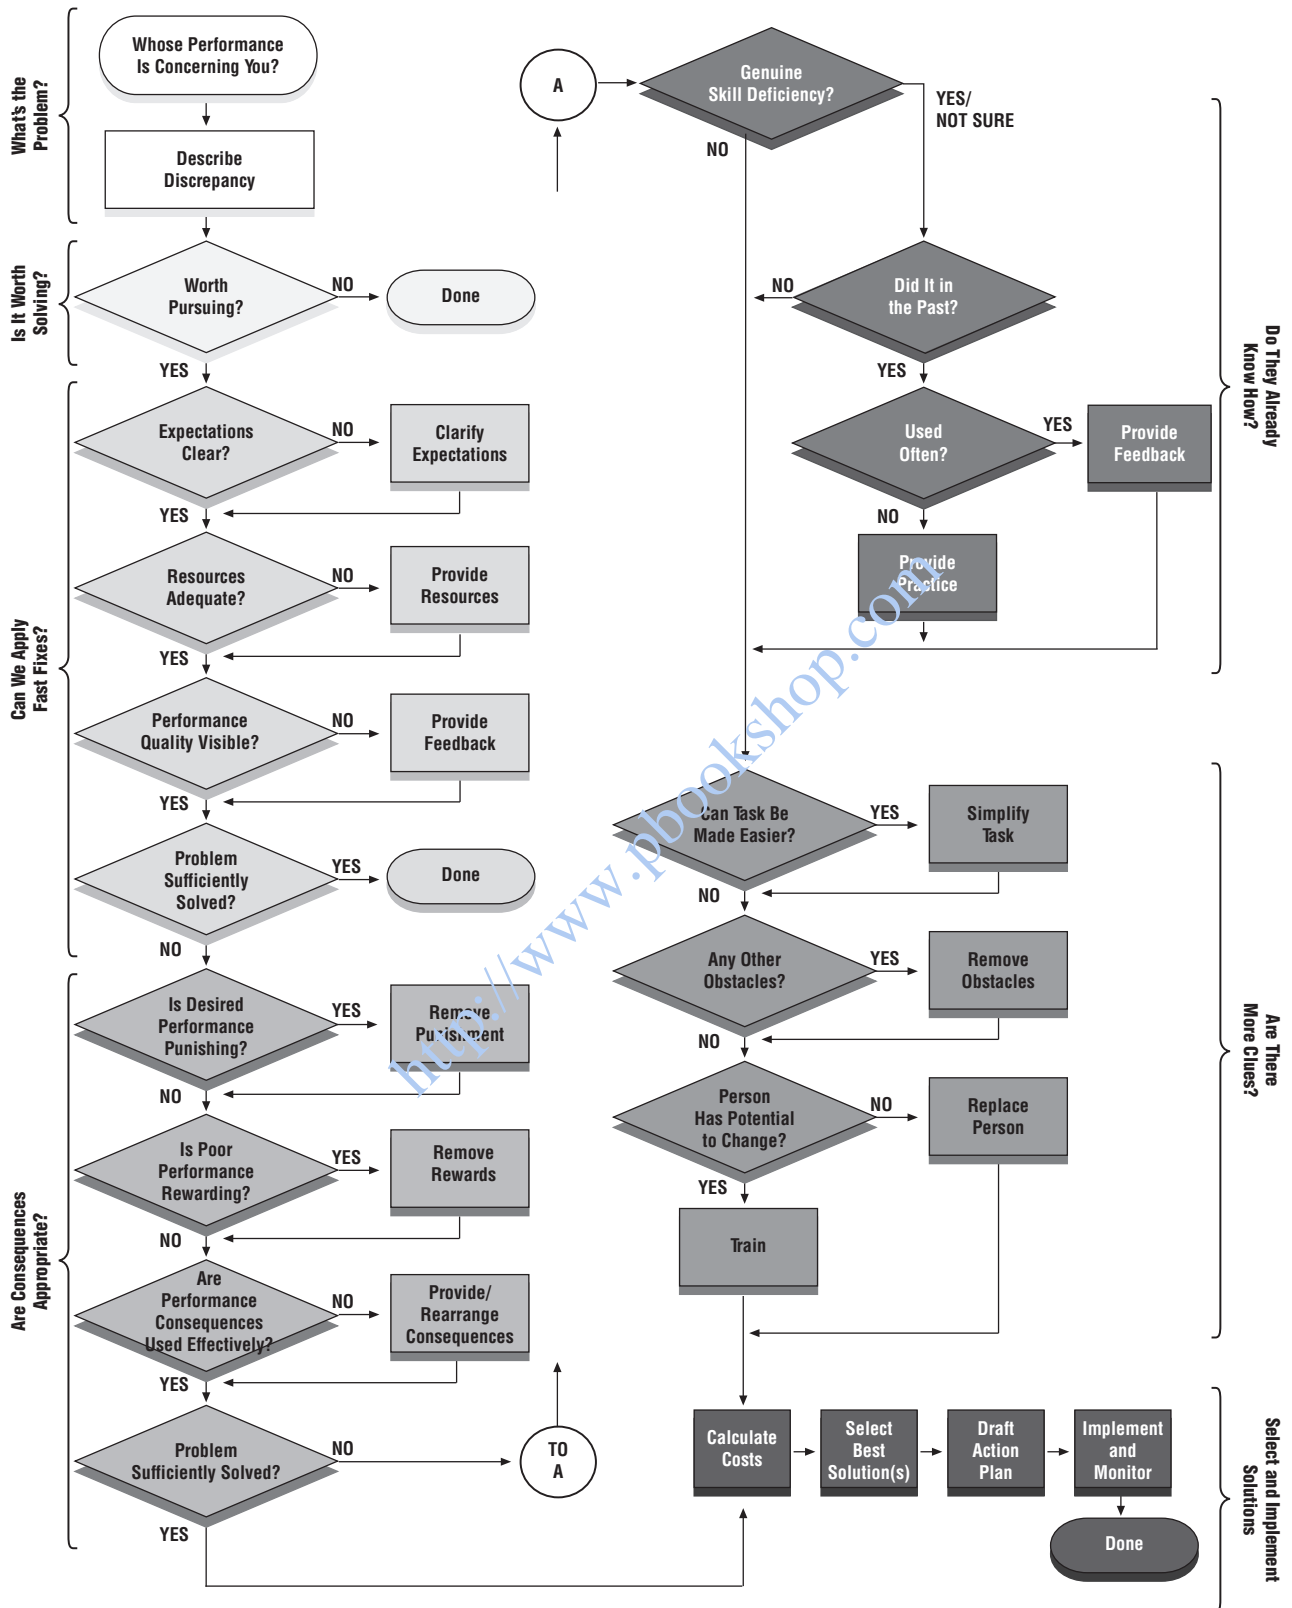 What's the
Problem?
Whose Performance
Is Concerning You?
Describe
Discrepancy
Is It Worth
Solving?
Worth
Pursuing?
NO
Done
YES
Can We Apply
Fast Fixes?
Expectations
Clear?
NO
Clarify
Expectations
YES
Resources
Adequate?
NO
Provide
Resources
YES
Performance
Quality Visible?
NO
Provide
Feedback
YES
Problem
Sufficiently
Solved?
YES
Done
NO
Are Consequences
Appropriate?
Is Desired
Performance
Punishing?
YES
Remove
Punishment
NO
Is Poor
Performance
Rewarding?
YES
Remove
Rewards
NO
Are
Performance
Consequences
Used Effectively?
NO
Provide/
Rearrange
Consequences
YES
Problem
Sufficiently Solved?
NO
TO
A
YES
A
Genuine
Skill Deficiency?
YES/
NOT SURE
NO
Do They Already
Know How?
Did It in
the Past?
NO
YES
Used
Often?
YES
Provide
Feedback
NO
Provide
Practice
Are There
More Clues?
Can Task Be
Made Easier?
YES
Simplify
Task
NO
Any Other
Obstacles?
YES
Remove
Obstacles
NO
Person
Has Potential
to Change?
NO
Replace
Person
YES
Train
Select and Implement
Solutions
Calculate
Costs
Select
Best
Solution(s)
Draft
Action
Plan
Implement
and
Monitor
Done
http://www.pbookshop.com